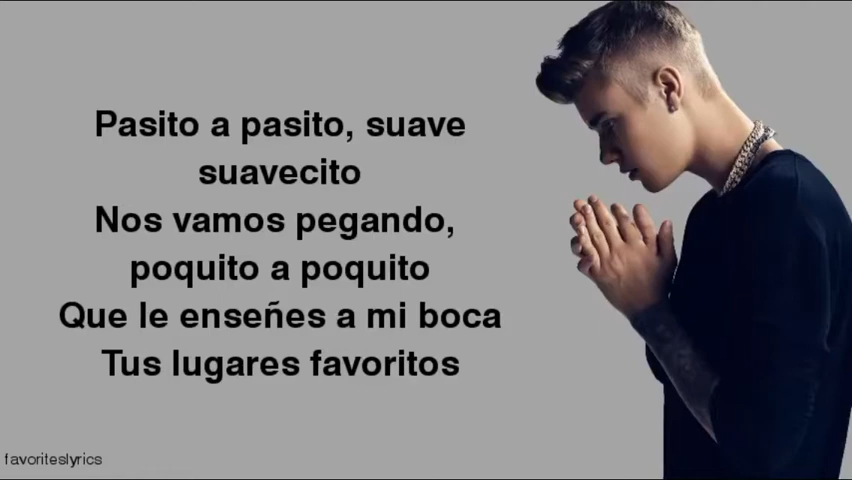 Pasito a pasito, suave
suavecito
Nos vamos pegando,
poquito a poquito
Que le enseñes a mi boca
Tus lugares favoritos
favoriteslyrics